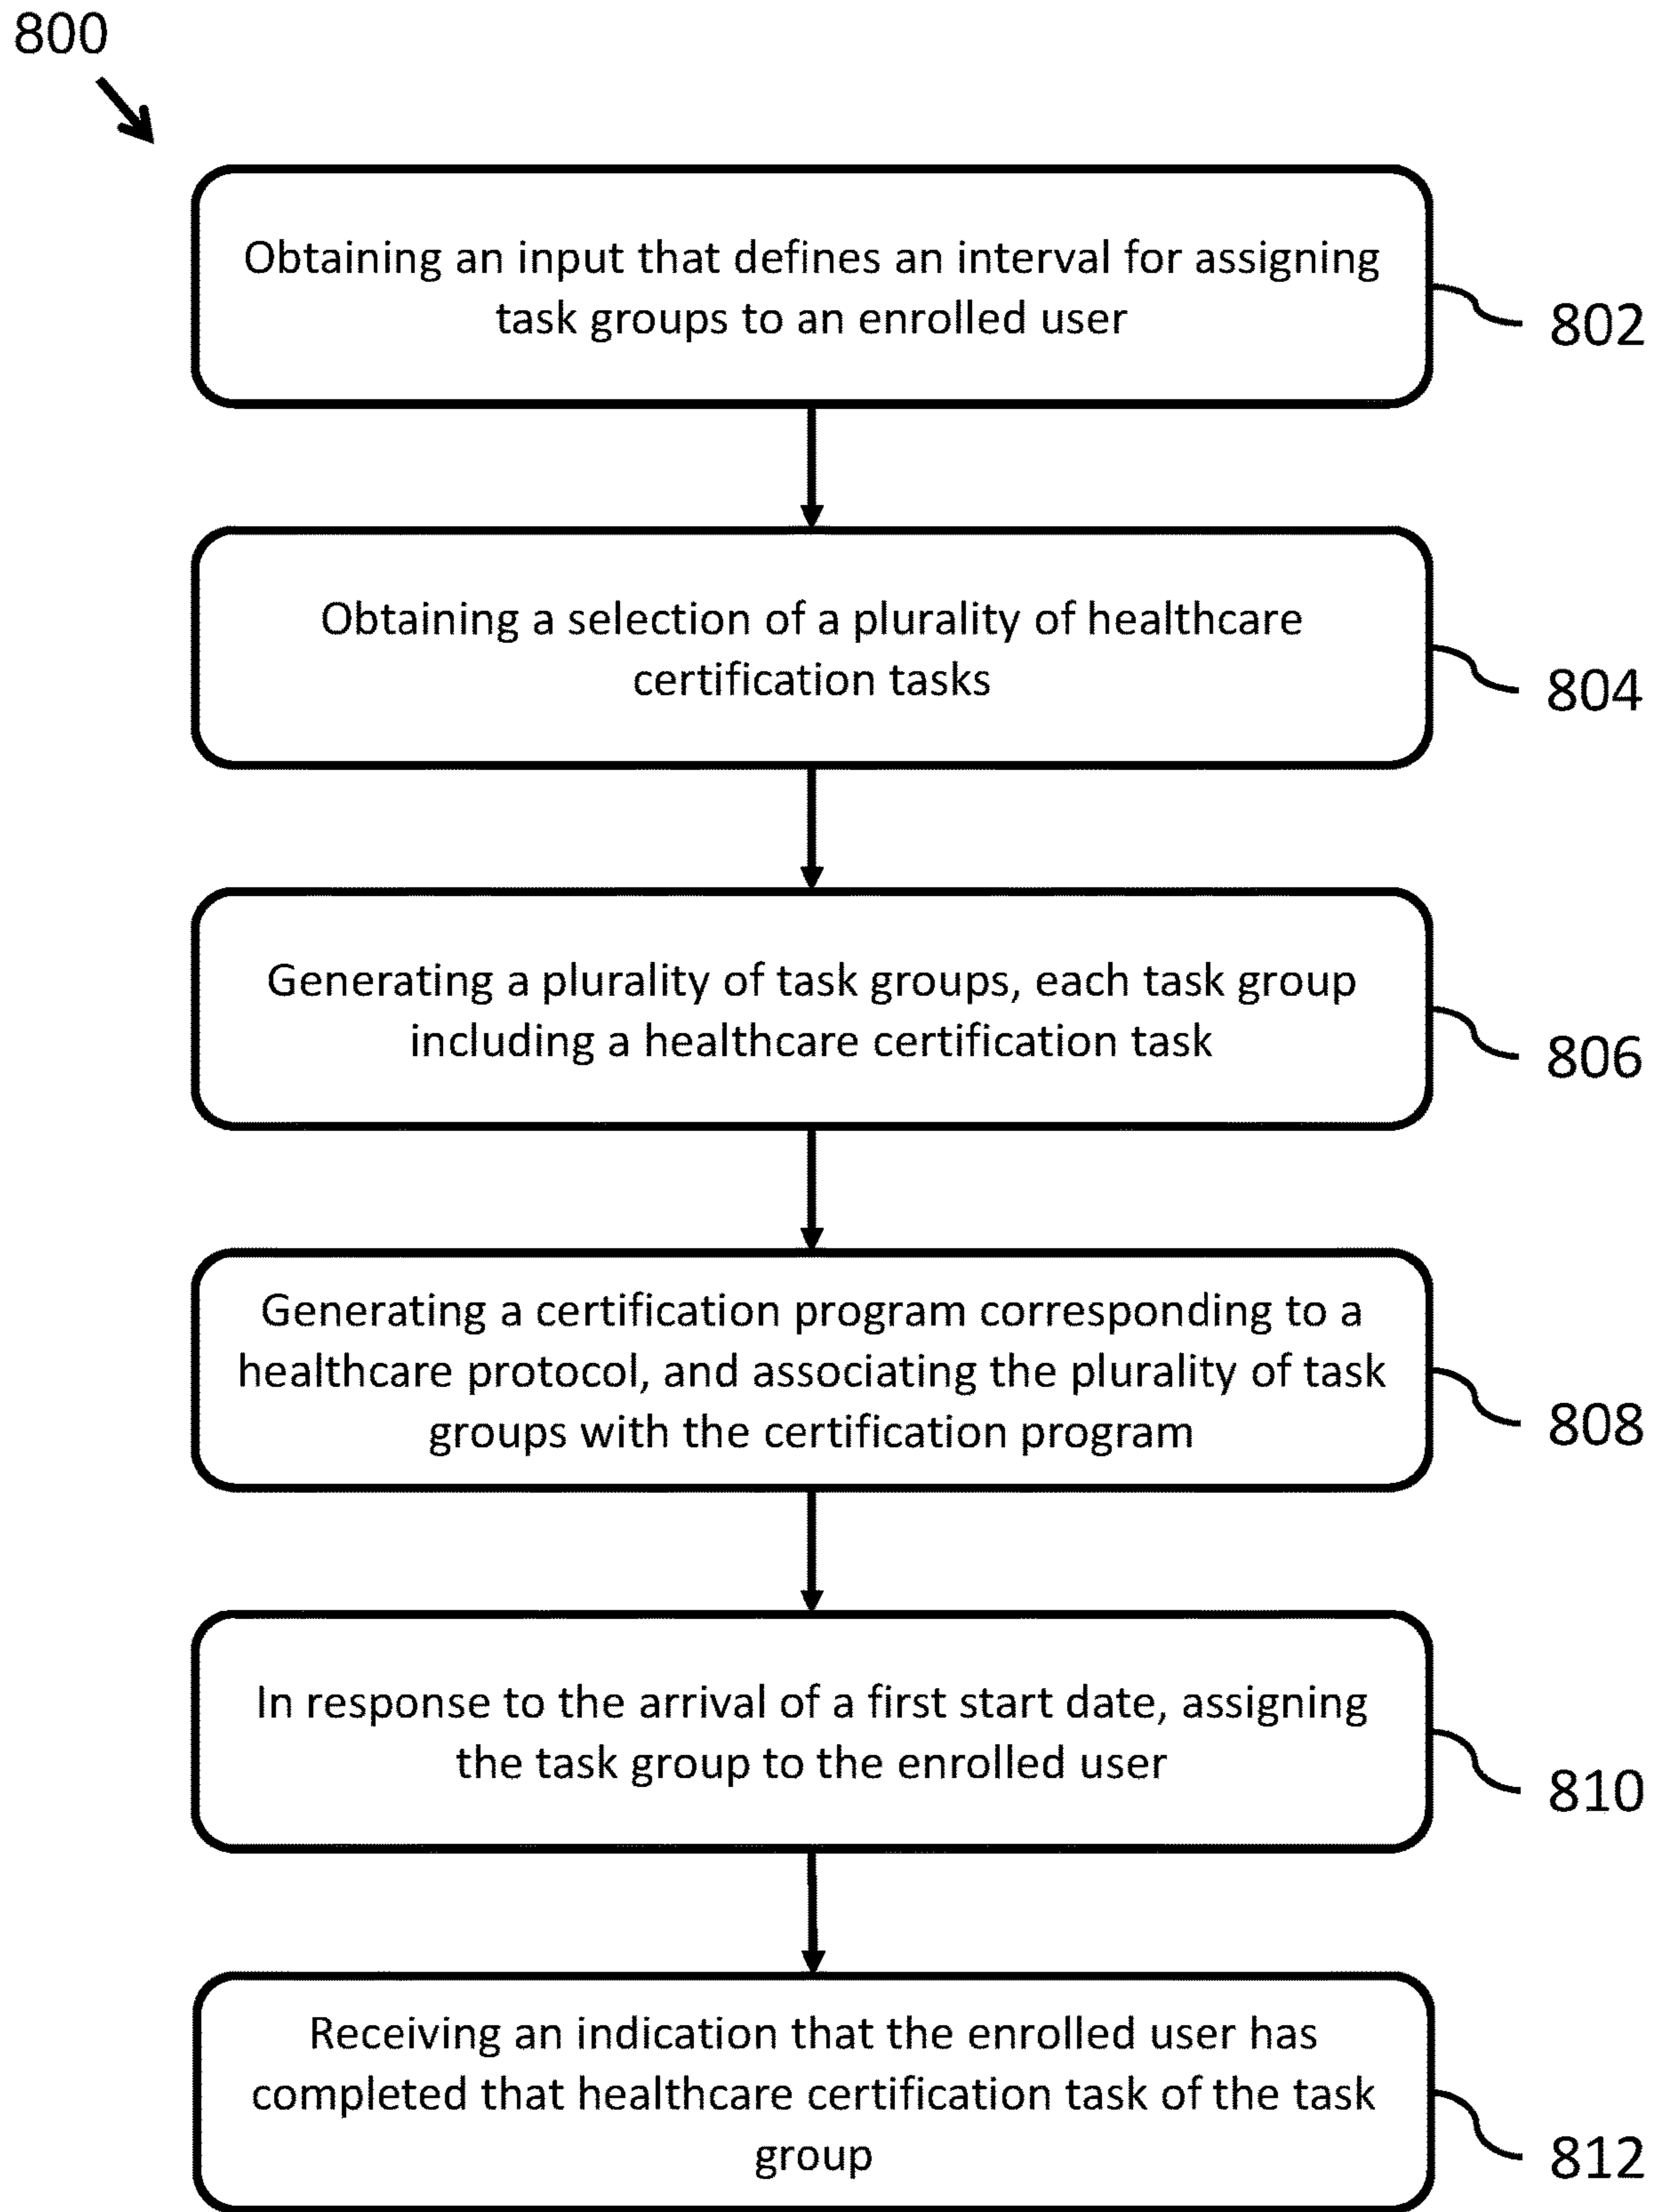 800
Obtaining an input that defines an interval for assigning
task groups to an enrolled user
802
Obtaining a selection of a plurality of healthcare
certification tasks
804
Generating a plurality of task groups, each task group
including a healthcare certification task
806
Generating a certification program corresponding to a
healthcare protocol, and associating the plurality of task
groups with the certification program
808
In response to the arrival of a first start date, assigning
the task group to the enrolled user
810
Receiving an indication that the enrolled user has
completed that healthcare certification task of the task
group
812